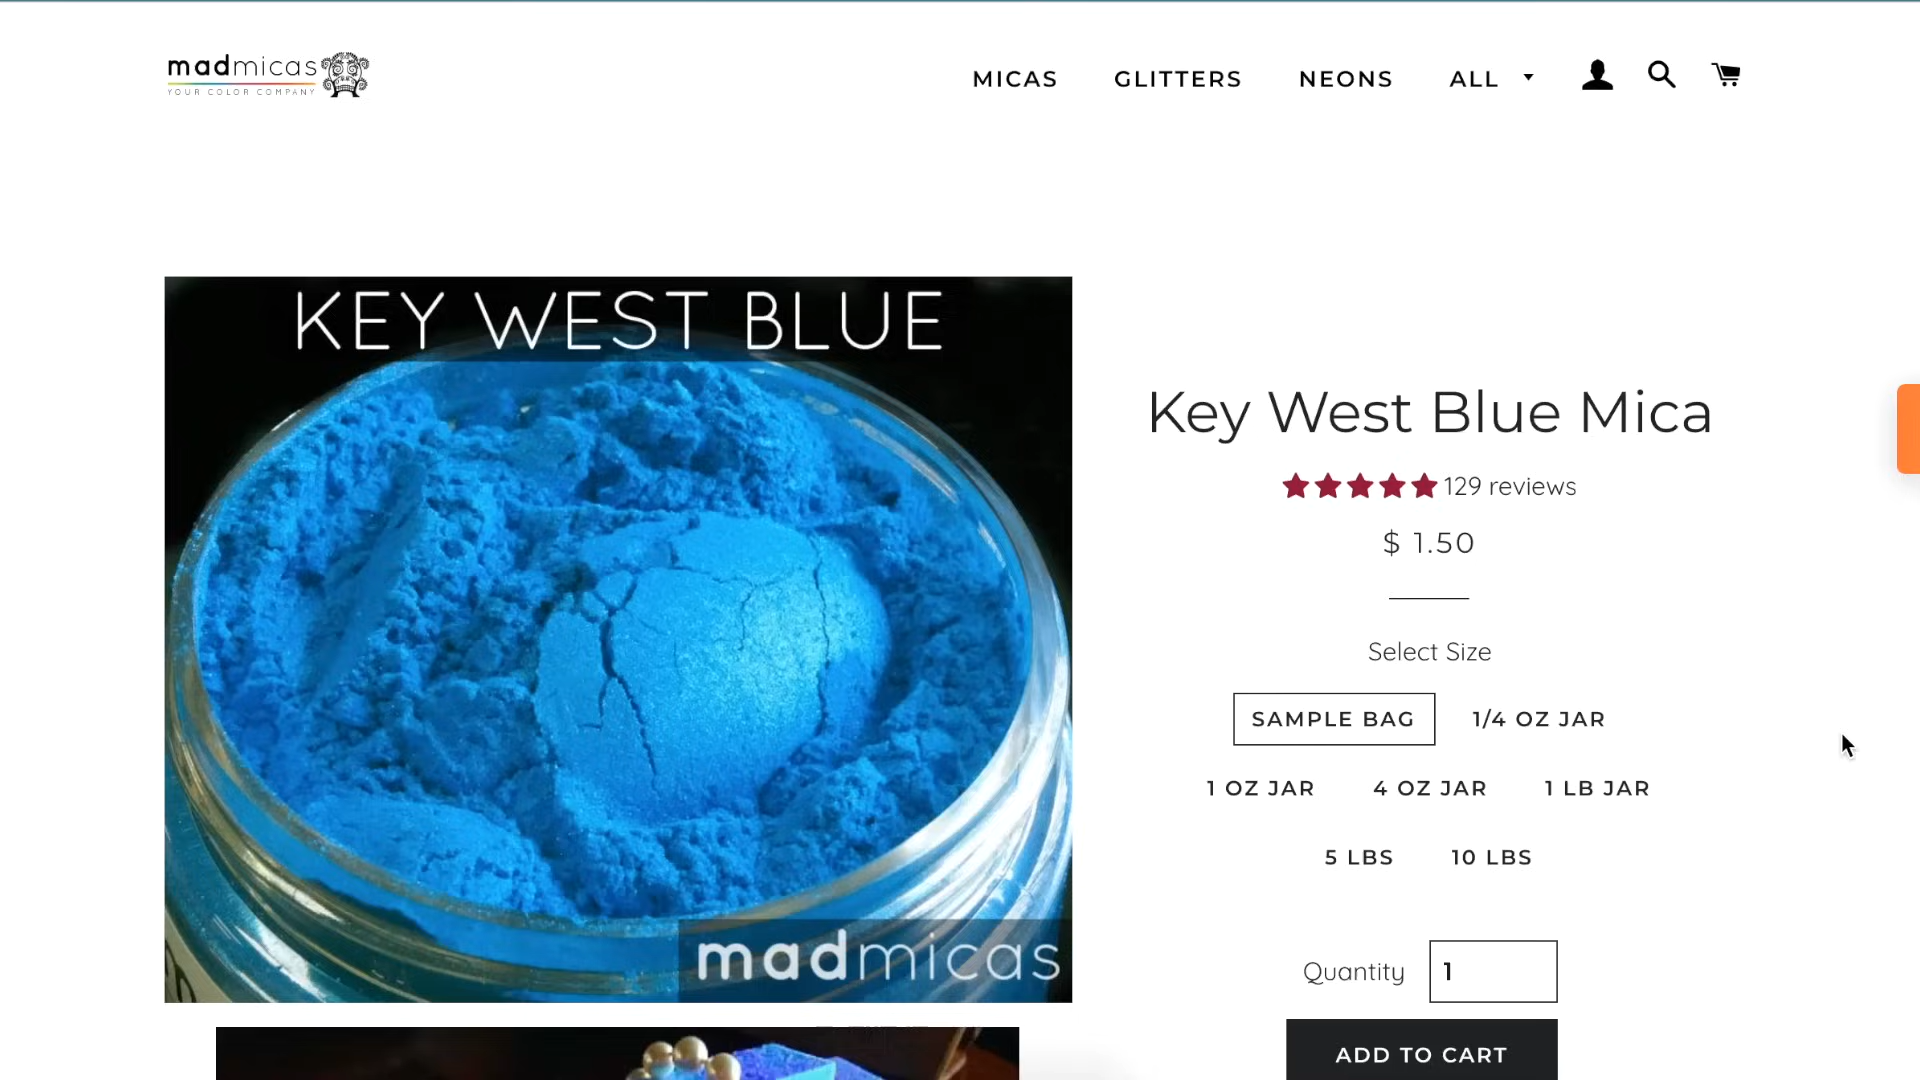 madmicas
YOUR COLOR COMPANY
MICAS GLITTERS NEONS ALL
KEY WEST BLUE
madmicas
Key West Blue Mica
129 reviews
$ 1.50
Select Size
SAMPLE BAG 1/4 OZ JAR
1 OZ JAR 4 OZ JAR 1 LB JAR
5 LBS 10 LBS
Quantity 1
ADD TO CART